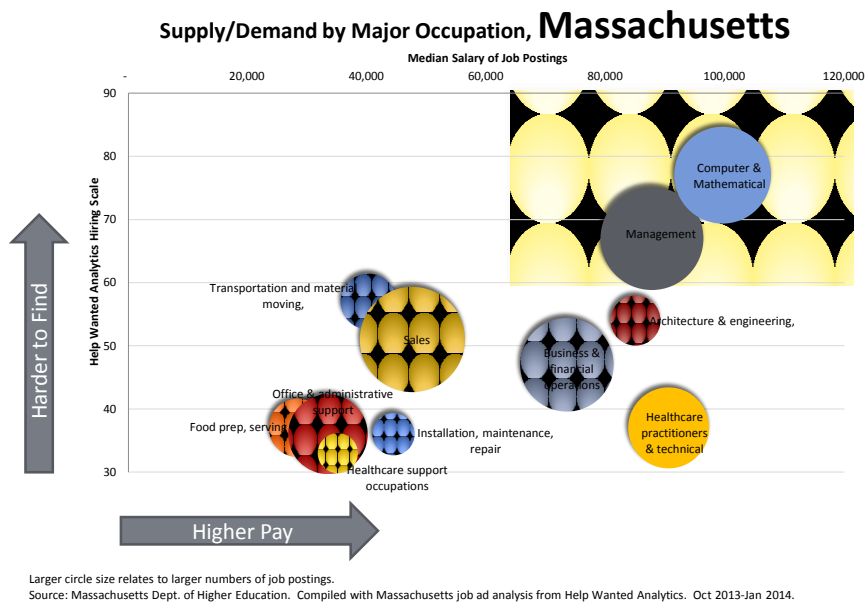 Supply/Demand by Major Occupation, Massachusetts
Median Salary of Job Postings
- 20,000 40,000 60,000 80,000 100,000 120,000
90
80
70
60
50
40
30
Help Wanted Analytics Hiring Scale
Harder to Find
Computer &
Mathematical
Management
Transportation and material
moving,
Architecture & engineering,
Sales
Business &
financial
operations
Office & administrative
support
Food prep, serving
Installation, maintenance,
repair
Healthcare
practitioners
& technical
Healthcare support
occupations
Higher Pay
Larger circle size relates to larger numbers of job postings.
Source: Massachusetts Dept. of Higher Education. Compiled with Massachusetts job ad analysis from Help Wanted Analytics. Oct 2013-Jan 2014.